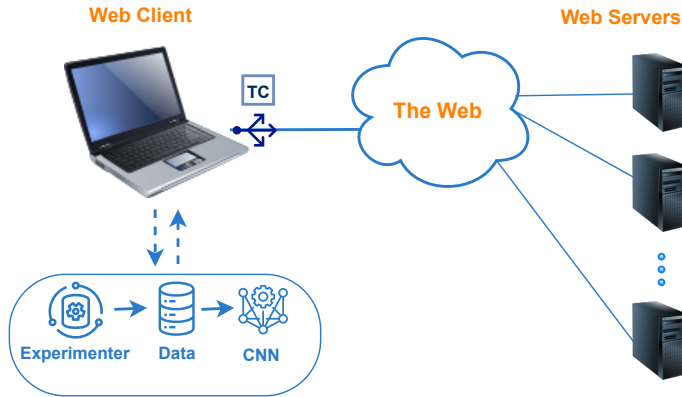 Web Client
Web Servers
TC
The Web
Experimenter
Data
CNN